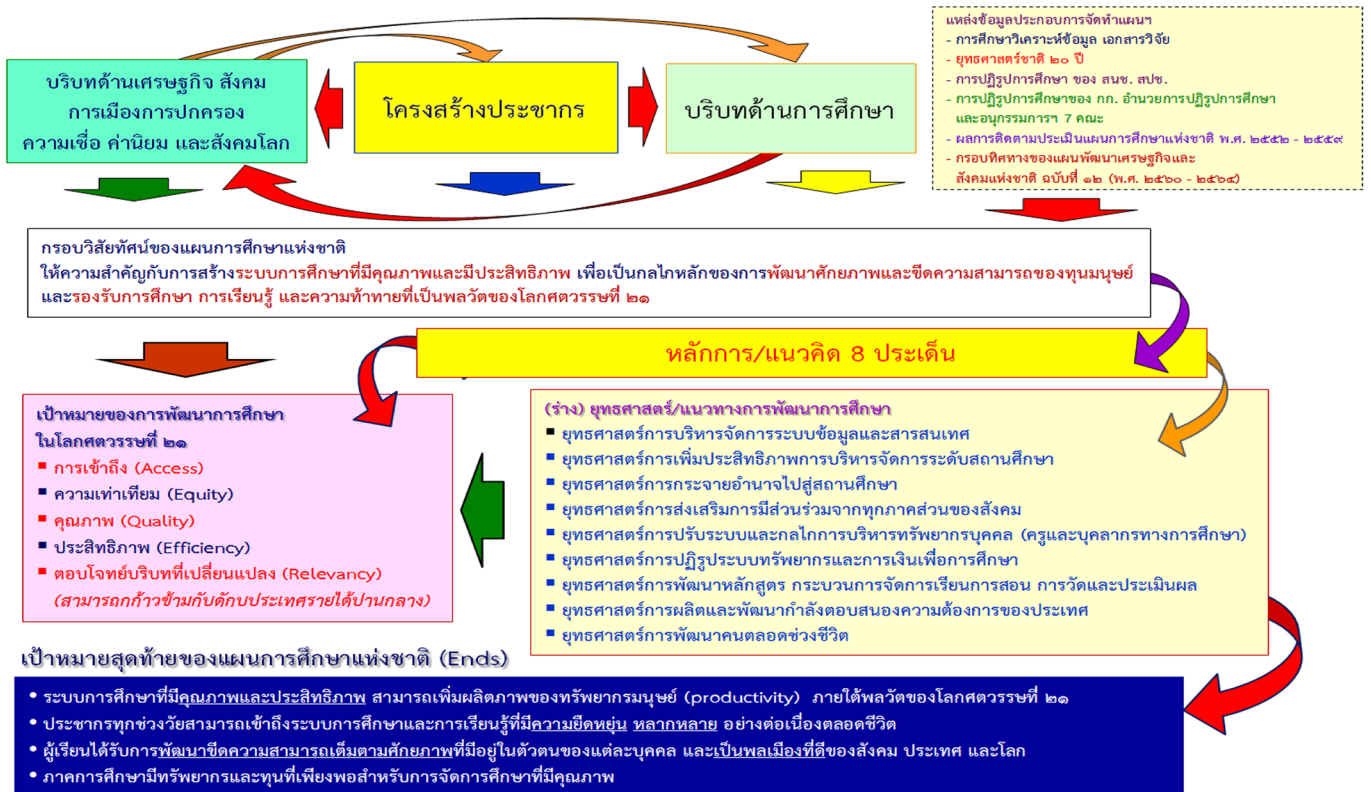 บริบทด้านเศรษฐกิจ สังคม
การเมืองการปกครอง
ความเชื่อ ค่านิยม และสังคมโลก
โครงสร้างประชากร
บริบทด้านการศึกษา
แหล่งข้อมูลประกอบการจัดทำแผนฯ
- การศึกษาวิเคราะห์ข้อมูล เอกสารวิจัย
- ยุทธศาสตร์ชาติ ๒๐ ปี
- การปฏิรูปการศึกษา ของ สนช. สปช.
- การปฏิรูปการศึกษาของ กก. อำนวยการปฏิรูปการศึกษา
และอนุกรรมการฯ 7 คณะ
- ผลการติดตามประเมินแผนการศึกษาแห่งชาติ พ.ศ. ๒๕๕๒ - ๒๕๕๙
- กรอบทิศทางของแผนพัฒนาเศรษฐกิจและ
สังคมแห่งชาติ ฉบับที่ ๑๒ (พ.ศ. ๒๕๖๐ - ๒๕๖๔)
กรอบวิสัยทัศน์ของแผนการศึกษาแห่งชาติ
ให้ความสำคัญกับการสร้างระบบการศึกษาที่มีคุณภาพและมีประสิทธิภาพ เพื่อเป็นกลไกหลักของการพัฒนาศักยภาพและขีดความสามารถของทุนมนุษย์
และรองรับการศึกษา การเรียนรู้ และความท้าทายที่เป็นพลวัตของโลกศตวรรษที่ ๒๑
หลักการ/แนวคิด 8 ประเด็น
เป้าหมายของการพัฒนาการศึกษา
ในโลกศตวรรษที่ ๒๑
▪ การเข้าถึง (Access)
▪ ความเท่าเทียม (Equity)
▪ คุณภาพ (Quality)
▪ ประสิทธิภาพ (Efficiency)
▪ ตอบโจทย์บริบทที่เปลี่ยนแปลง (Relevancy)
(สามารถก้าวข้ามกับดักประเทศรายได้ปานกลาง)
(ร่าง) ยุทธศาสตร์/แนวทางการพัฒนาการศึกษา
▪ ยุทธศาสตร์การบริหารจัดการระบบข้อมูลและสารสนเทศ
▪ ยุทธศาสตร์การเพิ่มประสิทธิภาพการบริหารจัดการระดับสถานศึกษา
▪ ยุทธศาสตร์การกระจายอำนาจไปสู่สถานศึกษา
▪ ยุทธศาสตร์การส่งเสริมการมีส่วนร่วมจากทุกภาคส่วนของสังคม
▪ ยุทธศาสตร์การปรับระบบและกลไกการบริหารทรัพยากรบุคคล (ครูและบุคลากรทางการศึกษา)
▪ ยุทธศาสตร์การปฏิรูประบบทรัพยากรและการเงินเพื่อการศึกษา
▪ ยุทธศาสตร์การพัฒนาหลักสูตร กระบวนการจัดการเรียนการสอน การวัดและประเมินผล
▪ ยุทธศาสตร์การผลิตและพัฒนากำลังตอบสนองความต้องการของประเทศ
▪ ยุทธศาสตร์การพัฒนาคนตลอดช่วงชีวิต
เป้าหมายสุดท้ายของแผนการศึกษาแห่งชาติ (Ends)
• ระบบการศึกษาที่มีคุณภาพและประสิทธิภาพ สามารถเพิ่มผลิตภาพของทรัพยากรมนุษย์ (productivity) ภายใต้พลวัตของโลกศตวรรษที่ ๒๑
• ประชากรทุกช่วงวัยสามารถเข้าถึงระบบการศึกษาและการเรียนรู้ที่มีความยืดหยุ่น หลากหลาย อย่างต่อเนื่องตลอดชีวิต
• ผู้เรียนได้รับการพัฒนาขีดความสามารถเต็มตามศักยภาพที่มีอยู่ในตัวตนของแต่ละบุคคล และเป็นพลเมืองที่ดีของสังคม ประเทศ และโลก
• ภาคการศึกษามีทรัพยากรและทุนที่เพียงพอสำหรับการจัดการศึกษาที่มีคุณภาพ